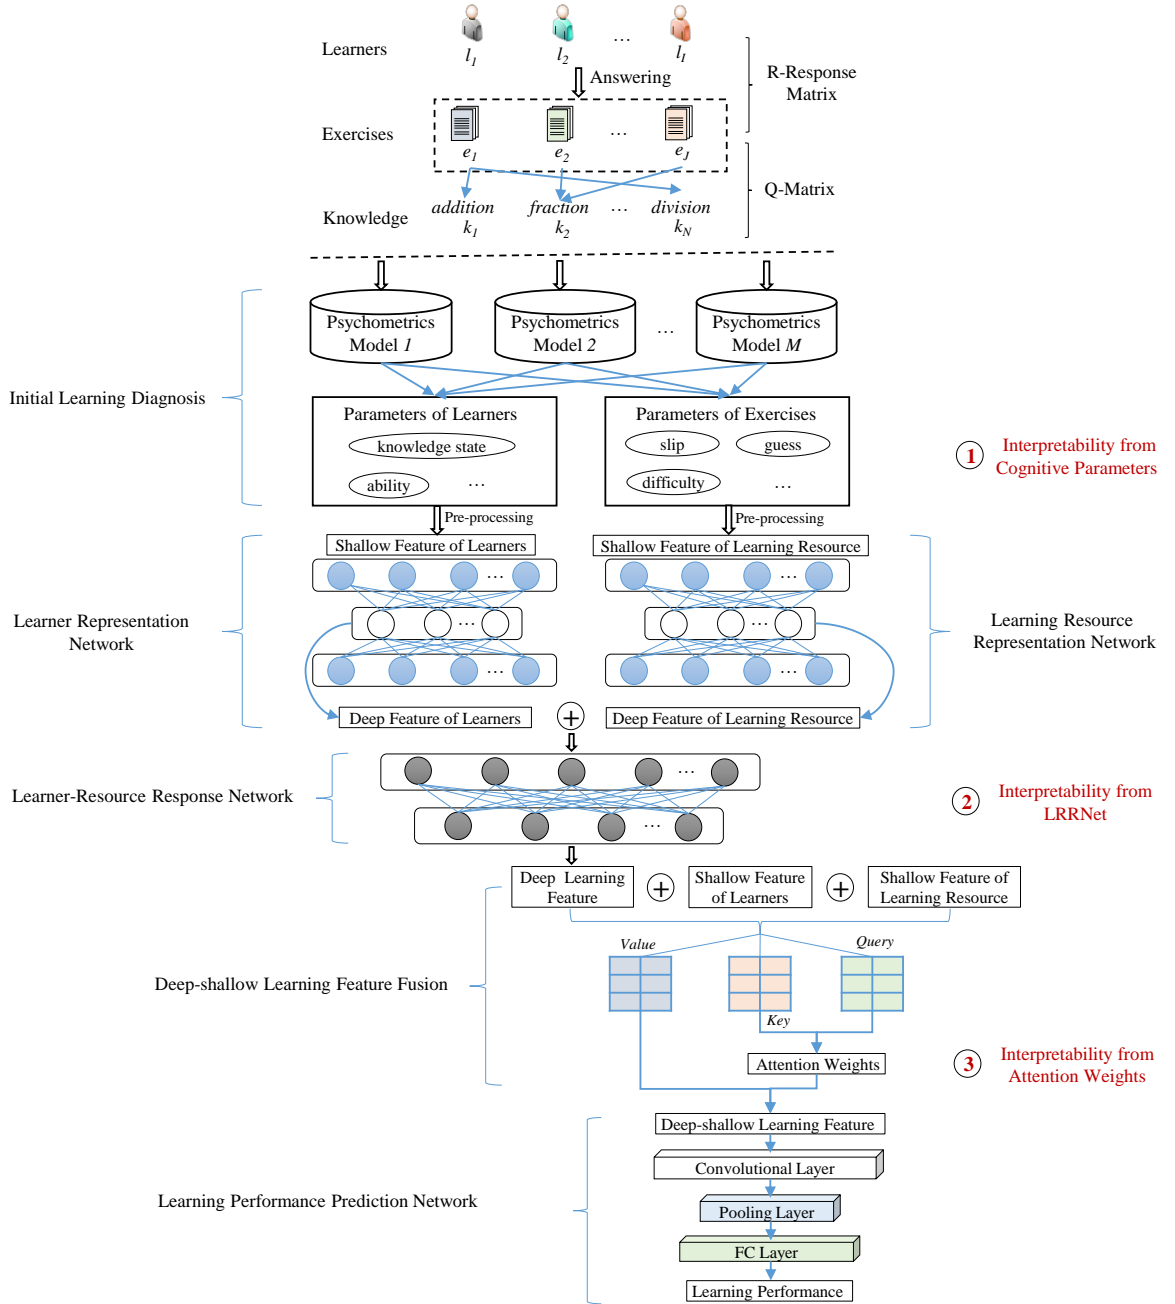 Learners
l1
l2
...
lI
Answering
R-Response
Matrix
Exercises
...
e1
e2
eJ
Q-Matrix
Knowledge
addition
fraction
...
division
k1
k2
kN
Psychometrics
Model 1
Psychometrics
Model 2
...
Psychometrics
Model M
Initial Learning Diagnosis
Parameters of Learners
knowledge state
ability
...
Parameters of Exercises
slip
guess
difficulty
...
1
Interpretability from
Cognitive Parameters
Pre-processing
Pre-processing
Shallow Feature of Learners
Shallow Feature of Learning Resource
...
...
Learner Representation
Network
...
...
Learning Resource
Representation Network
...
...
Deep Feature of Learners
+
Deep Feature of Learning Resource
Learner-Resource Response Network
...
...
2
Interpretability from
LRRNet
Deep Learning
Feature
+
Shallow Feature
of Learners
+
Shallow Feature of
Learning Resource
Value
Query
Key
Deep-shallow Learning Feature Fusion
Attention Weights
3
Interpretability from
Attention Weights
Deep-shallow Learning Feature
Convolutional Layer
Learning Performance Prediction Network
Pooling Layer
FC Layer
Learning Performance